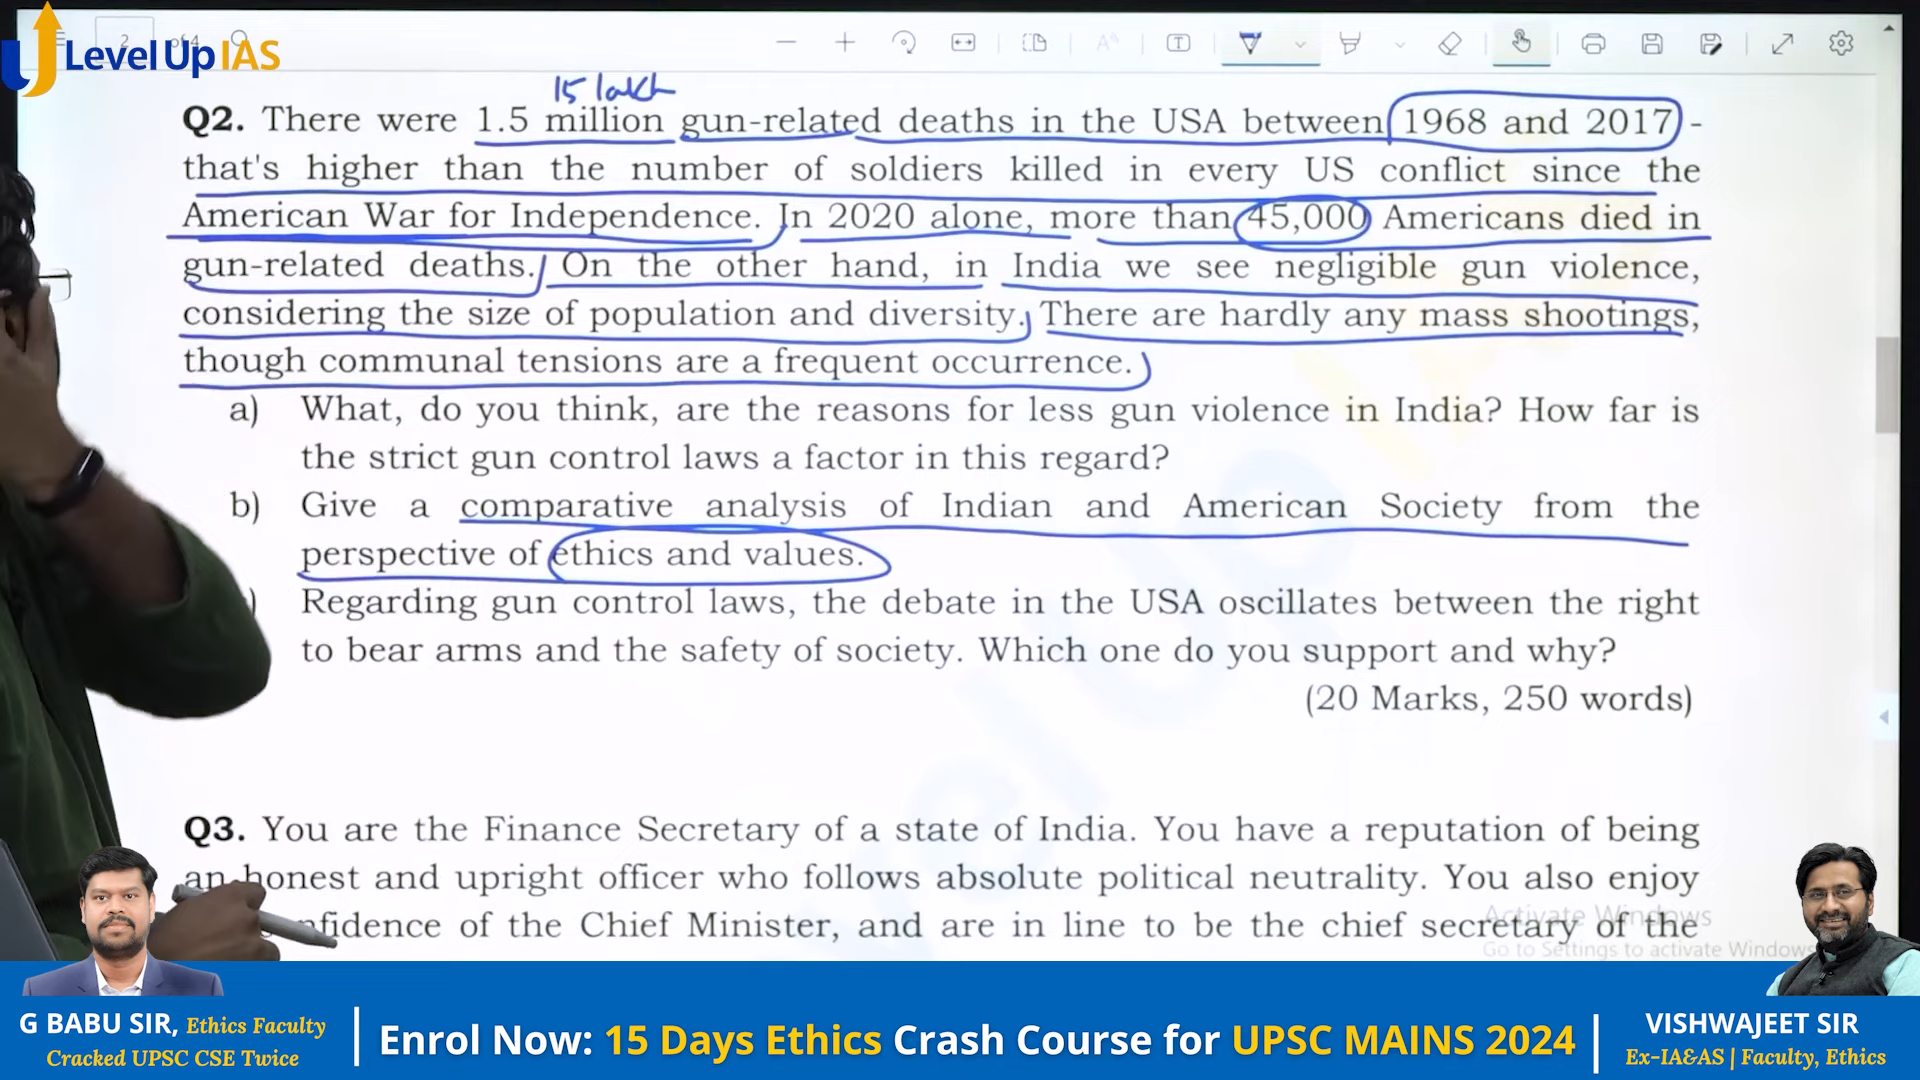 2 of 4
Level Up IAS
15 lakh
Q2. There were 1.5 million gun-related deaths in the USA between 1968 and 2017 -
that's higher than the number of soldiers killed in every US conflict since the
American War for Independence. In 2020 alone, more than 45,000 Americans died in
gun-related deaths. On the other hand, in India we see negligible gun violence,
considering the size of population and diversity. There are hardly any mass shootings,
though communal tensions are a frequent occurrence.
a) What, do you think, are the reasons for less gun violence in India? How far is
the strict gun control laws a factor in this regard?
b) Give a comparative analysis of Indian and American Society from the
perspective of ethics and values.
) Regarding gun control laws, the debate in the USA oscillates between the right
to bear arms and the safety of society. Which one do you support and why?
(20 Marks, 250 words)
Q3. You are the Finance Secretary of a state of India. You have a reputation of being
an honest and upright officer who follows absolute political neutrality. You also enjoy
nfidence of the Chief Minister, and are in line to be the chief secretary of the
Activate Windows
Go to Settings to activate Windows
G BABU SIR, Ethics Faculty
Cracked UPSC CSE Twice
Enrol Now: 15 Days Ethics Crash Course for UPSC MAINS 2024
VISHWAJEET SIR
Ex-IA&AS | Faculty, Ethics